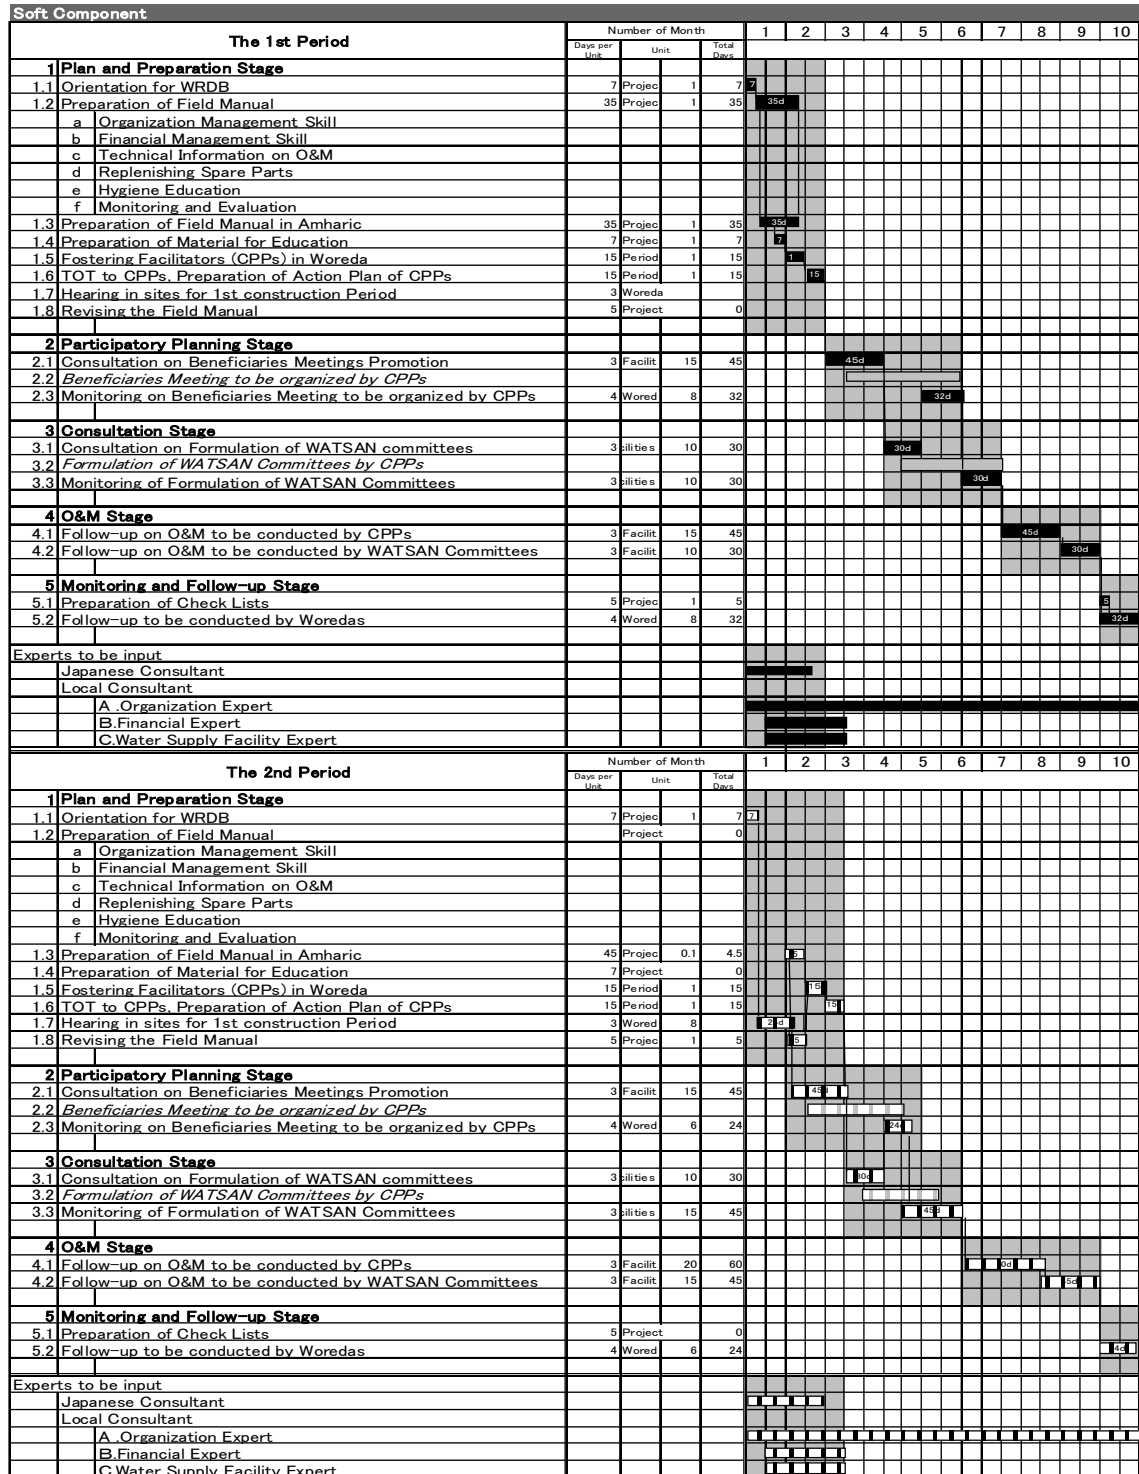 Soft Component
The 1st Period Number of Month 1 2 3 4 5 6 7 8 9 10
Days per Unit Unit Total Days
1 Plan and Preparation Stage
1.1 Orientation for WRDB 7 Projec 1 7 7
1.2 Preparation of Field Manual 35 Projec 1 35 35d
a Organization Management Skill
b Financial Management Skill
c Technical Information on O&M
d Replenishing Spare Parts
e Hygiene Education
f Monitoring and Evaluation
1.3 Preparation of Field Manual in Amharic 35 Projec 1 35 35d
1.4 Preparation of Material for Education 7 Projec 1 7 7
1.5 Fostering Facilitators (CPPs) in Woreda 15 Period 1 15 1
1.6 TOT to CPPs, Preparation of Action Plan of CPPs 15 Period 1 15 15
1.7 Hearing in sites for 1st construction Period 3 Woreda
1.8 Revising the Field Manual 5 Project 0
2 Participatory Planning Stage
2.1 Consultation on Beneficiaries Meetings Promotion 3 Facilit 15 45 45d
2.2 Beneficiaries Meeting to be organized by CPPs
2.3 Monitoring on Beneficiaries Meeting to be organized by CPPs 4 Wored 8 32 32d
3 Consultation Stage
3.1 Consultation on Formulation of WATSAN committees 3 cilities 10 30 30d
3.2 Formulation of WATSAN Committees by CPPs
3.3 Monitoring of Formulation of WATSAN Committees 3 cilities 10 30 30d
4 O&M Stage
4.1 Follow-up on O&M to be conducted by CPPs 3 Facilit 15 45 45d
4.2 Follow-up on O&M to be conducted by WATSAN Committees 3 Facilit 10 30 30d
5 Monitoring and Follow-up Stage
5.1 Preparation of Check Lists 5 Projec 1 5 5
5.2 Follow-up to be conducted by Woredas 4 Wored 8 32 32d
Experts to be input
Japanese Consultant
Local Consultant
A .Organization Expert
B.Financial Expert
C.Water Supply Facility Expert
The 2nd Period Number of Month 1 2 3 4 5 6 7 8 9 10
Days per Unit Unit Total Days
1 Plan and Preparation Stage
1.1 Orientation for WRDB 7 Projec 1 7 7
1.2 Preparation of Field Manual Project 0
a Organization Management Skill
b Financial Management Skill
c Technical Information on O&M
d Replenishing Spare Parts
e Hygiene Education
f Monitoring and Evaluation
1.3 Preparation of Field Manual in Amharic 45 Projec 0.1 4.5 5
1.4 Preparation of Material for Education 7 Project 0
1.5 Fostering Facilitators (CPPs) in Woreda 15 Period 1 15 15
1.6 TOT to CPPs, Preparation of Action Plan of CPPs 15 Period 1 15 15
1.7 Hearing in sites for 1st construction Period 3 Wored 8
1.8 Revising the Field Manual 5 Projec 1 5 5
2 Participatory Planning Stage
2.1 Consultation on Beneficiaries Meetings Promotion 3 Facilit 15 45 45d
2.2 Beneficiaries Meeting to be organized by CPPs
2.3 Monitoring on Beneficiaries Meeting to be organized by CPPs 4 Wored 6 24 24d
3 Consultation Stage
3.1 Consultation on Formulation of WATSAN committees 3 cilities 10 30 30d
3.2 Formulation of WATSAN Committees by CPPs
3.3 Monitoring of Formulation of WATSAN Committees 3 cilities 15 45 45d
4 O&M Stage
4.1 Follow-up on O&M to be conducted by CPPs 3 Facilit 20 60 0d
4.2 Follow-up on O&M to be conducted by WATSAN Committees 3 Facilit 15 45 5d
5 Monitoring and Follow-up Stage
5.1 Preparation of Check Lists 5 Project 0
5.2 Follow-up to be conducted by Woredas 4 Wored 6 24 4d
Experts to be input
Japanese Consultant
Local Consultant
A .Organization Expert
B.Financial Expert
C.Water Supply Facility Expert